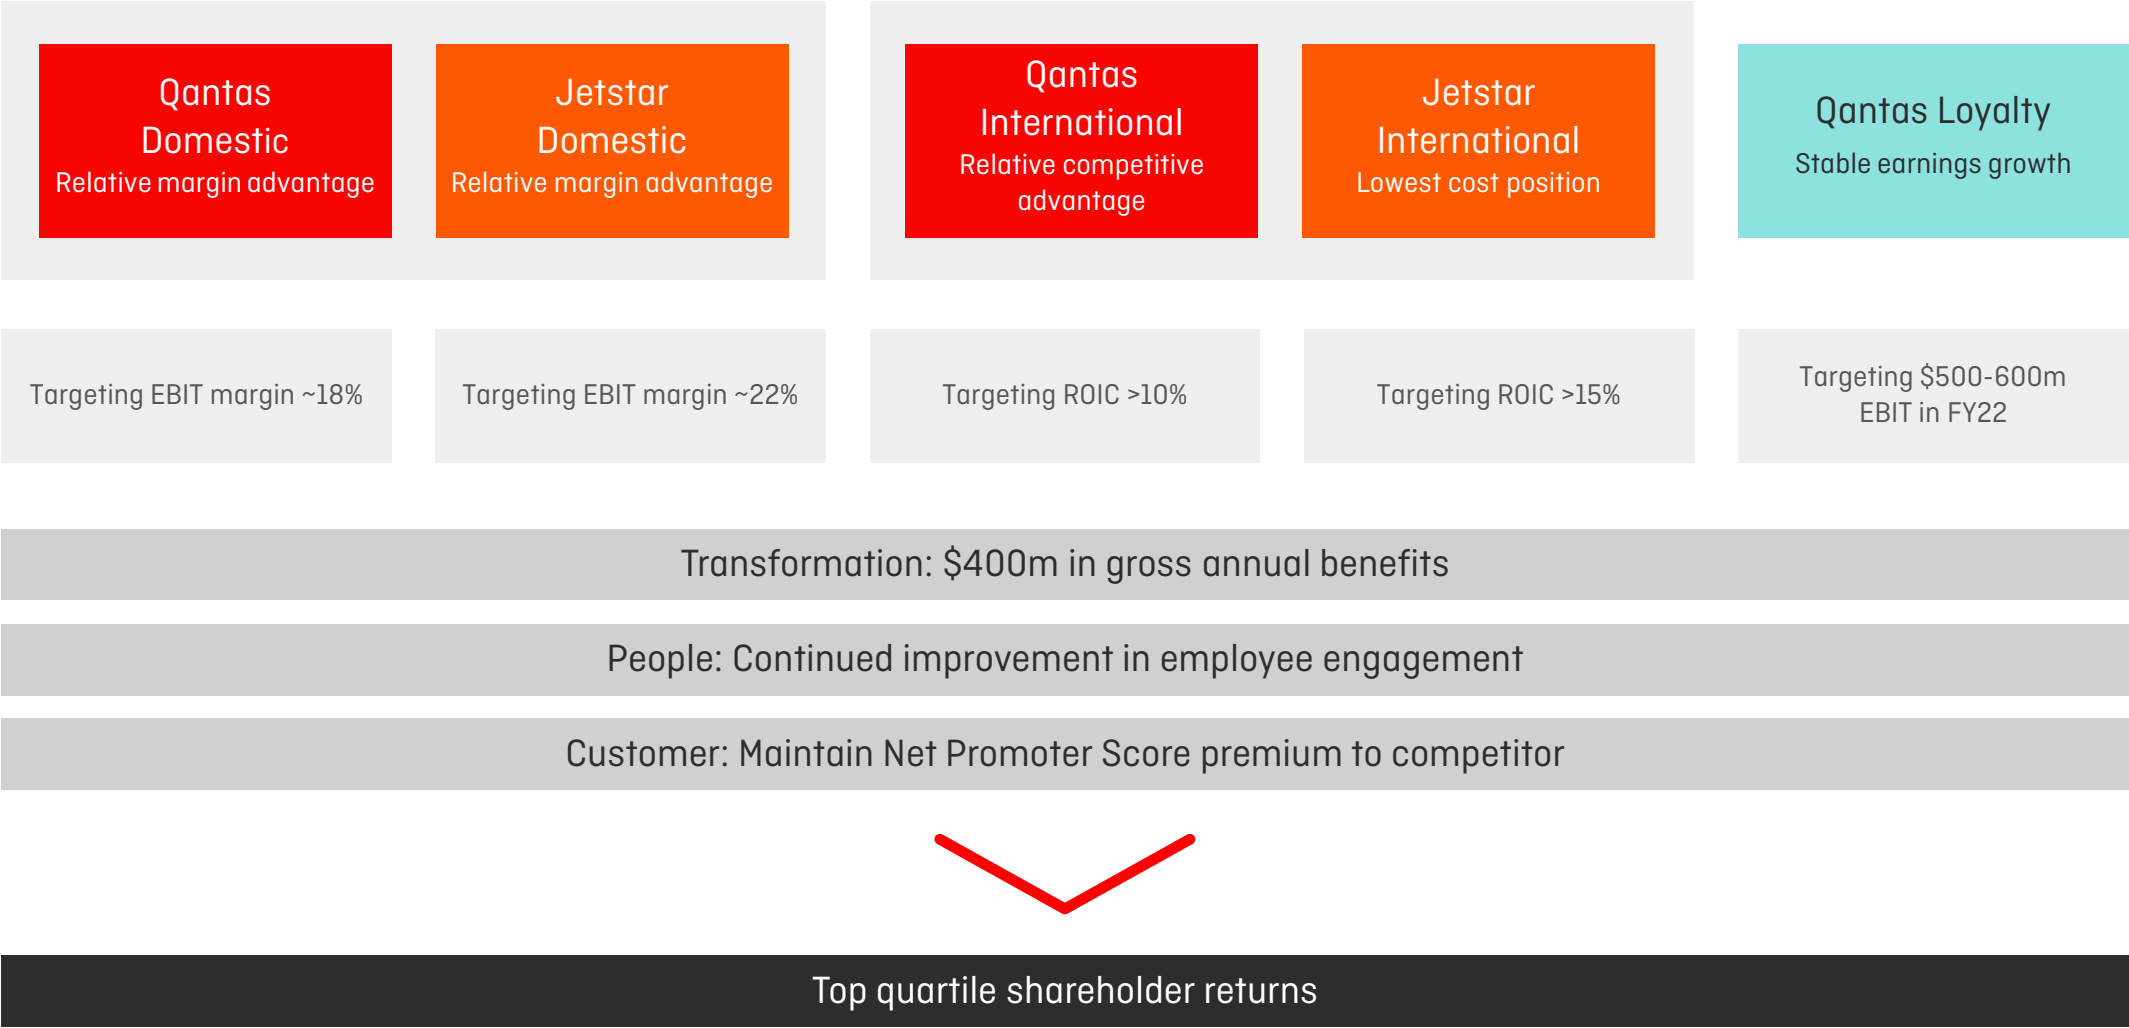 Qantas
Domestic
Relative margin advantage
Jetstar
Domestic
Relative margin advantage
Qantas
International
Relative competitive
advantage
Jetstar
International
Lowest cost position
Qantas Loyalty
Stable earnings growth
Targeting EBIT margin ~18%
Targeting EBIT margin ~22%
Targeting ROIC >10%
Targeting ROIC >15%
Targeting $500-600m
EBIT in FY22
Transformation: $400m in gross annual benefits
People: Continued improvement in employee engagement
Customer: Maintain Net Promoter Score premium to competitor
Top quartile shareholder returns